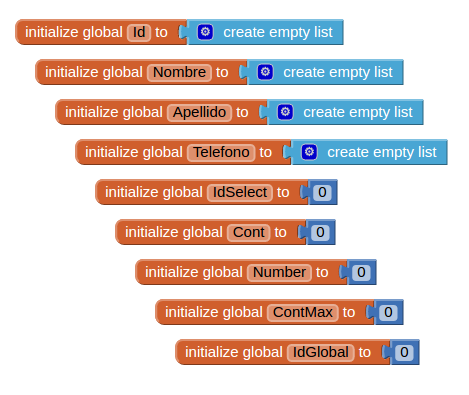 initialize global Id to create empty list
initialize global Nombre to create empty list
initialize global Apellido to create empty list
initialize global Telefono to create empty list
initialize global IdSelect to 0
initialize global Cont to 0
initialize global Number to 0
initialize global ContMax to 0
initialize global IdGlobal to 0